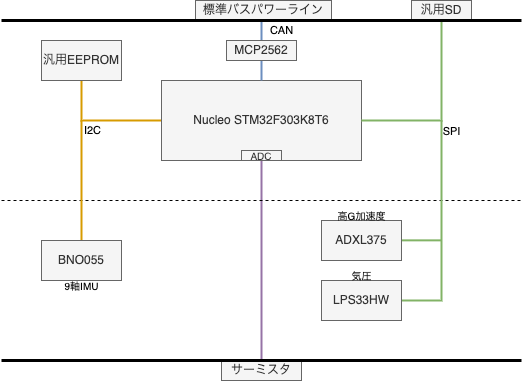 標準バスパワーライン
汎用SD
CAN
MCP2562
汎用EEPROM
Nucleo STM32F303K8T6
I2C
SPI
ADC
高G加速度
ADXL375
BNO055
9軸IMU
気圧
LPS33HW
サーミスタ